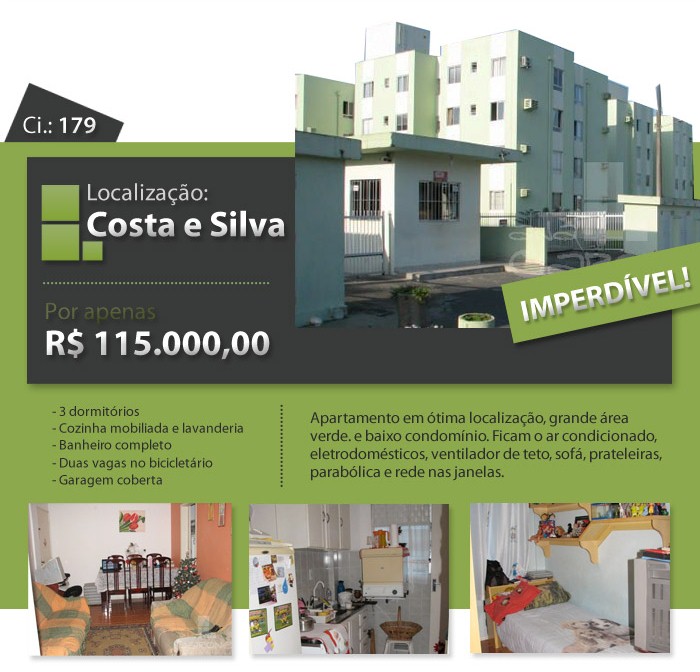 Ci.: 179
Localização:
Costa e Silva
Por apenas
R$ 115.000,00
IMPERDÍVEL!
- 3 dormitórios
- Cozinha mobiliada e lavanderia
- Banheiro completo
- Duas vagas no bicicletário
- Garagem coberta
Apartamento em ótima localização, grande área
verde. e baixo condomínio. Ficam o ar condicionado,
eletrodomésticos, ventilador de teto, sofá, prateleiras,
parabólica e rede nas janelas.